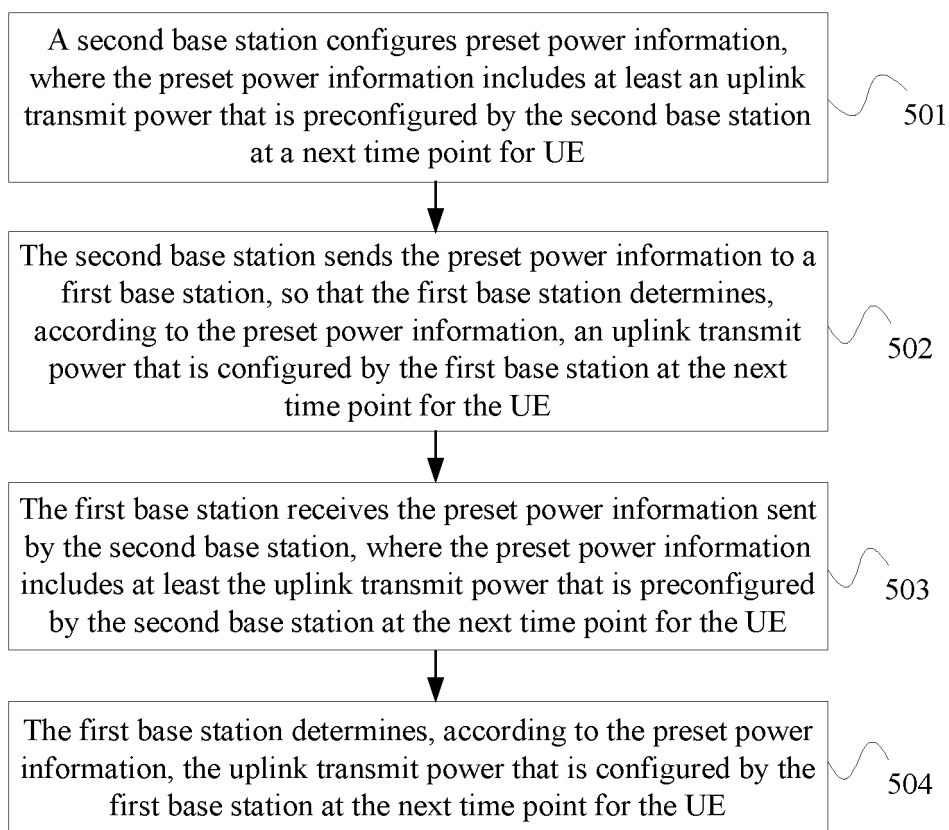 A second base station configures preset power information,
where the preset power information includes at least an uplink
transmit power that is preconfigured by the second base station
at a next time point for UE
501
The second base station sends the preset power information to a
first base station, so that the first base station determines,
according to the preset power information, an uplink transmit
power that is configured by the first base station at the next
time point for the UE
502
The first base station receives the preset power information sent
by the second base station, where the preset power information
includes at least the uplink transmit power that is preconfigured
by the second base station at the next time point for the UE
503
The first base station determines, according to the preset power
information, the uplink transmit power that is configured by the
first base station at the next time point for the UE
504